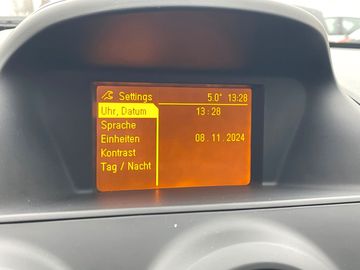 Settings 5.0° 13:28
Uhr, Datum 13:28
Sprache
Einheiten 08.11.2024
Kontrast
Tag / Nacht